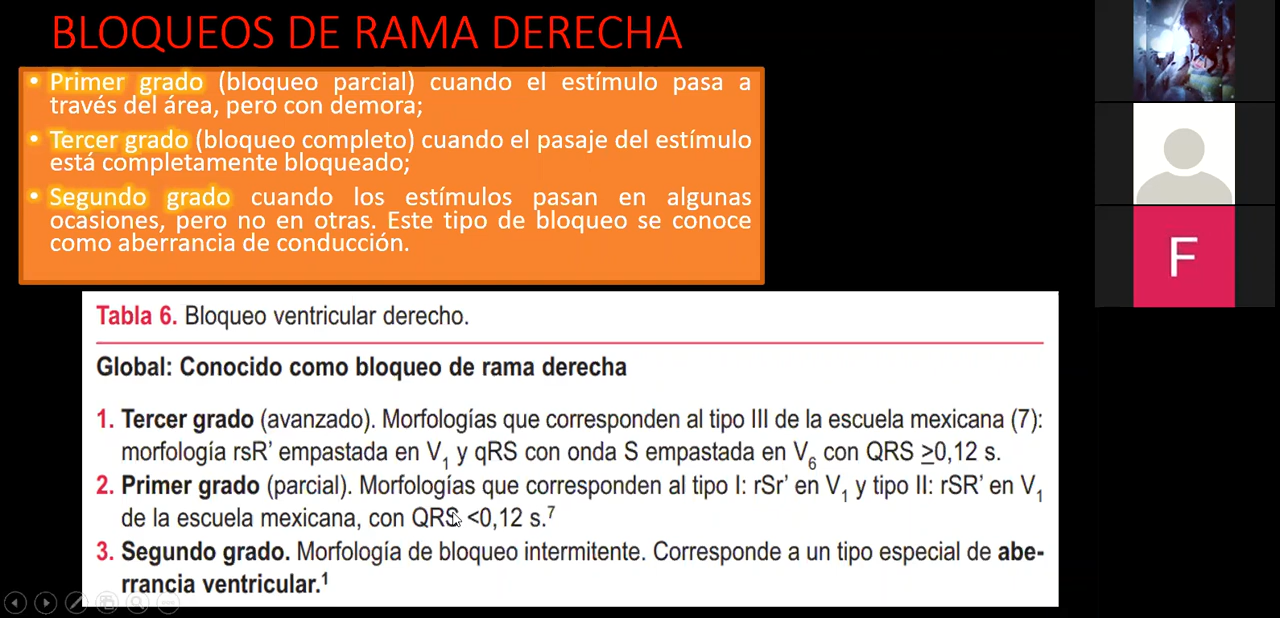 BLOQUEOS DE RAMA DERECHA
• Primer grado (bloqueo parcial) cuando el estímulo pasa a
través del área, pero con demora;
• Tercer grado (bloqueo completo) cuando el pasaje del estímulo
está completamente bloqueado;
• Segundo grado cuando los estímulos pasan en algunas
ocasiones, pero no en otras. Este tipo de bloqueo se conoce
como aberrancia de conducción.
Tabla 6. Bloqueo ventricular derecho.
Global: Conocido como bloqueo de rama derecha
1. Tercer grado (avanzado). Morfologías que corresponden al tipo III de la escuela mexicana (7):
morfología rsR’ empastada en V₁ y qRS con onda S empastada en V₆ con QRS ≥0,12 s.
2. Primer grado (parcial). Morfologías que corresponden al tipo I: rSr’ en V₁ y tipo II: rSR’ en V₁
de la escuela mexicana, con QRS <0,12 s.⁷
3. Segundo grado. Morfología de bloqueo intermitente. Corresponde a un tipo especial de abe-
rrancia ventricular.¹
F